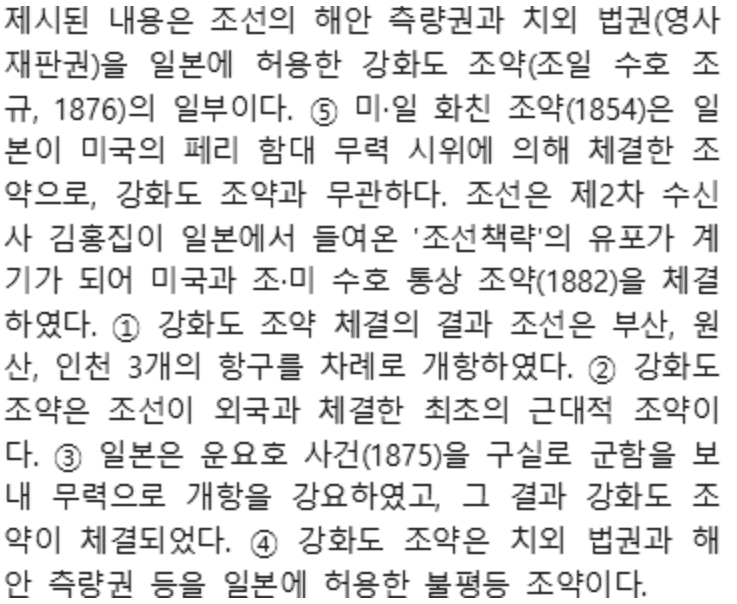 제시된 내용은 조선의 해안 측량권과 치외 법권(영사
재판권)을 일본에 허용한 강화도 조약(조일 수호 조
규, 1876)의 일부이다. ⑤ 미·일 화친 조약(1854)은 일
본이 미국의 페리 함대 무력 시위에 의해 체결한 조
약으로, 강화도 조약과 무관하다. 조선은 제2차 수신
사 김홍집이 일본에서 들여온 '조선책략'의 유포가 계
기가 되어 미국과 조·미 수호 통상 조약(1882)을 체결
하였다. ① 강화도 조약 체결의 결과 조선은 부산, 원
산, 인천 3개의 항구를 차례로 개항하였다. ② 강화도
조약은 조선이 외국과 체결한 최초의 근대적 조약이
다. ③ 일본은 운요호 사건(1875)을 구실로 군함을 보
내 무력으로 개항을 강요하였고, 그 결과 강화도 조
약이 체결되었다. ④ 강화도 조약은 치외 법권과 해
안 측량권 등을 일본에 허용한 불평등 조약이다.